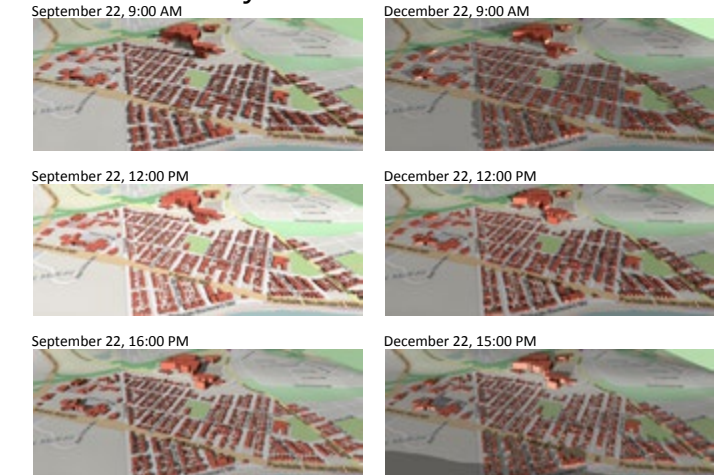 September 22, 9:00 AM
December 22, 9:00 AM
September 22, 12:00 PM
December 22, 12:00 PM
September 22, 16:00 PM
December 22, 15:00 PM